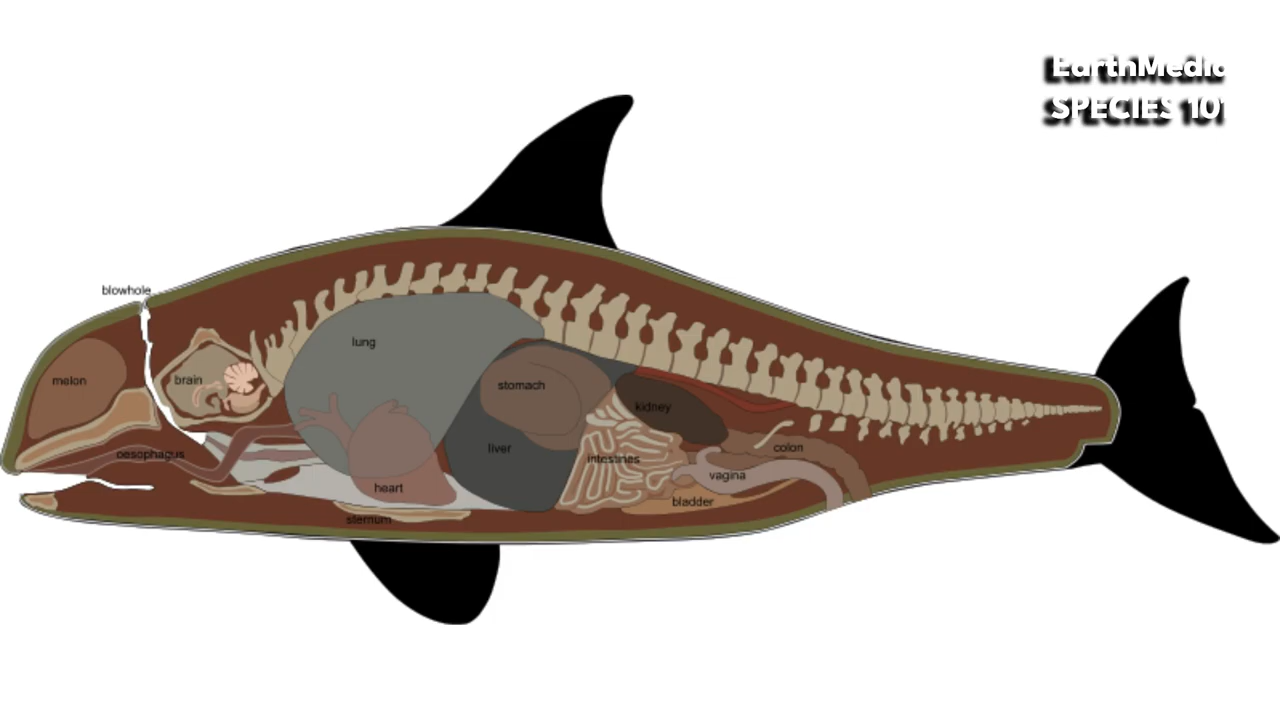 EarthMedia
SPECIES 101
blowhole
melon
brain
lung
stomach
kidney
oesophagus
liver
intestines
colon
vagina
heart
bladder
sternum